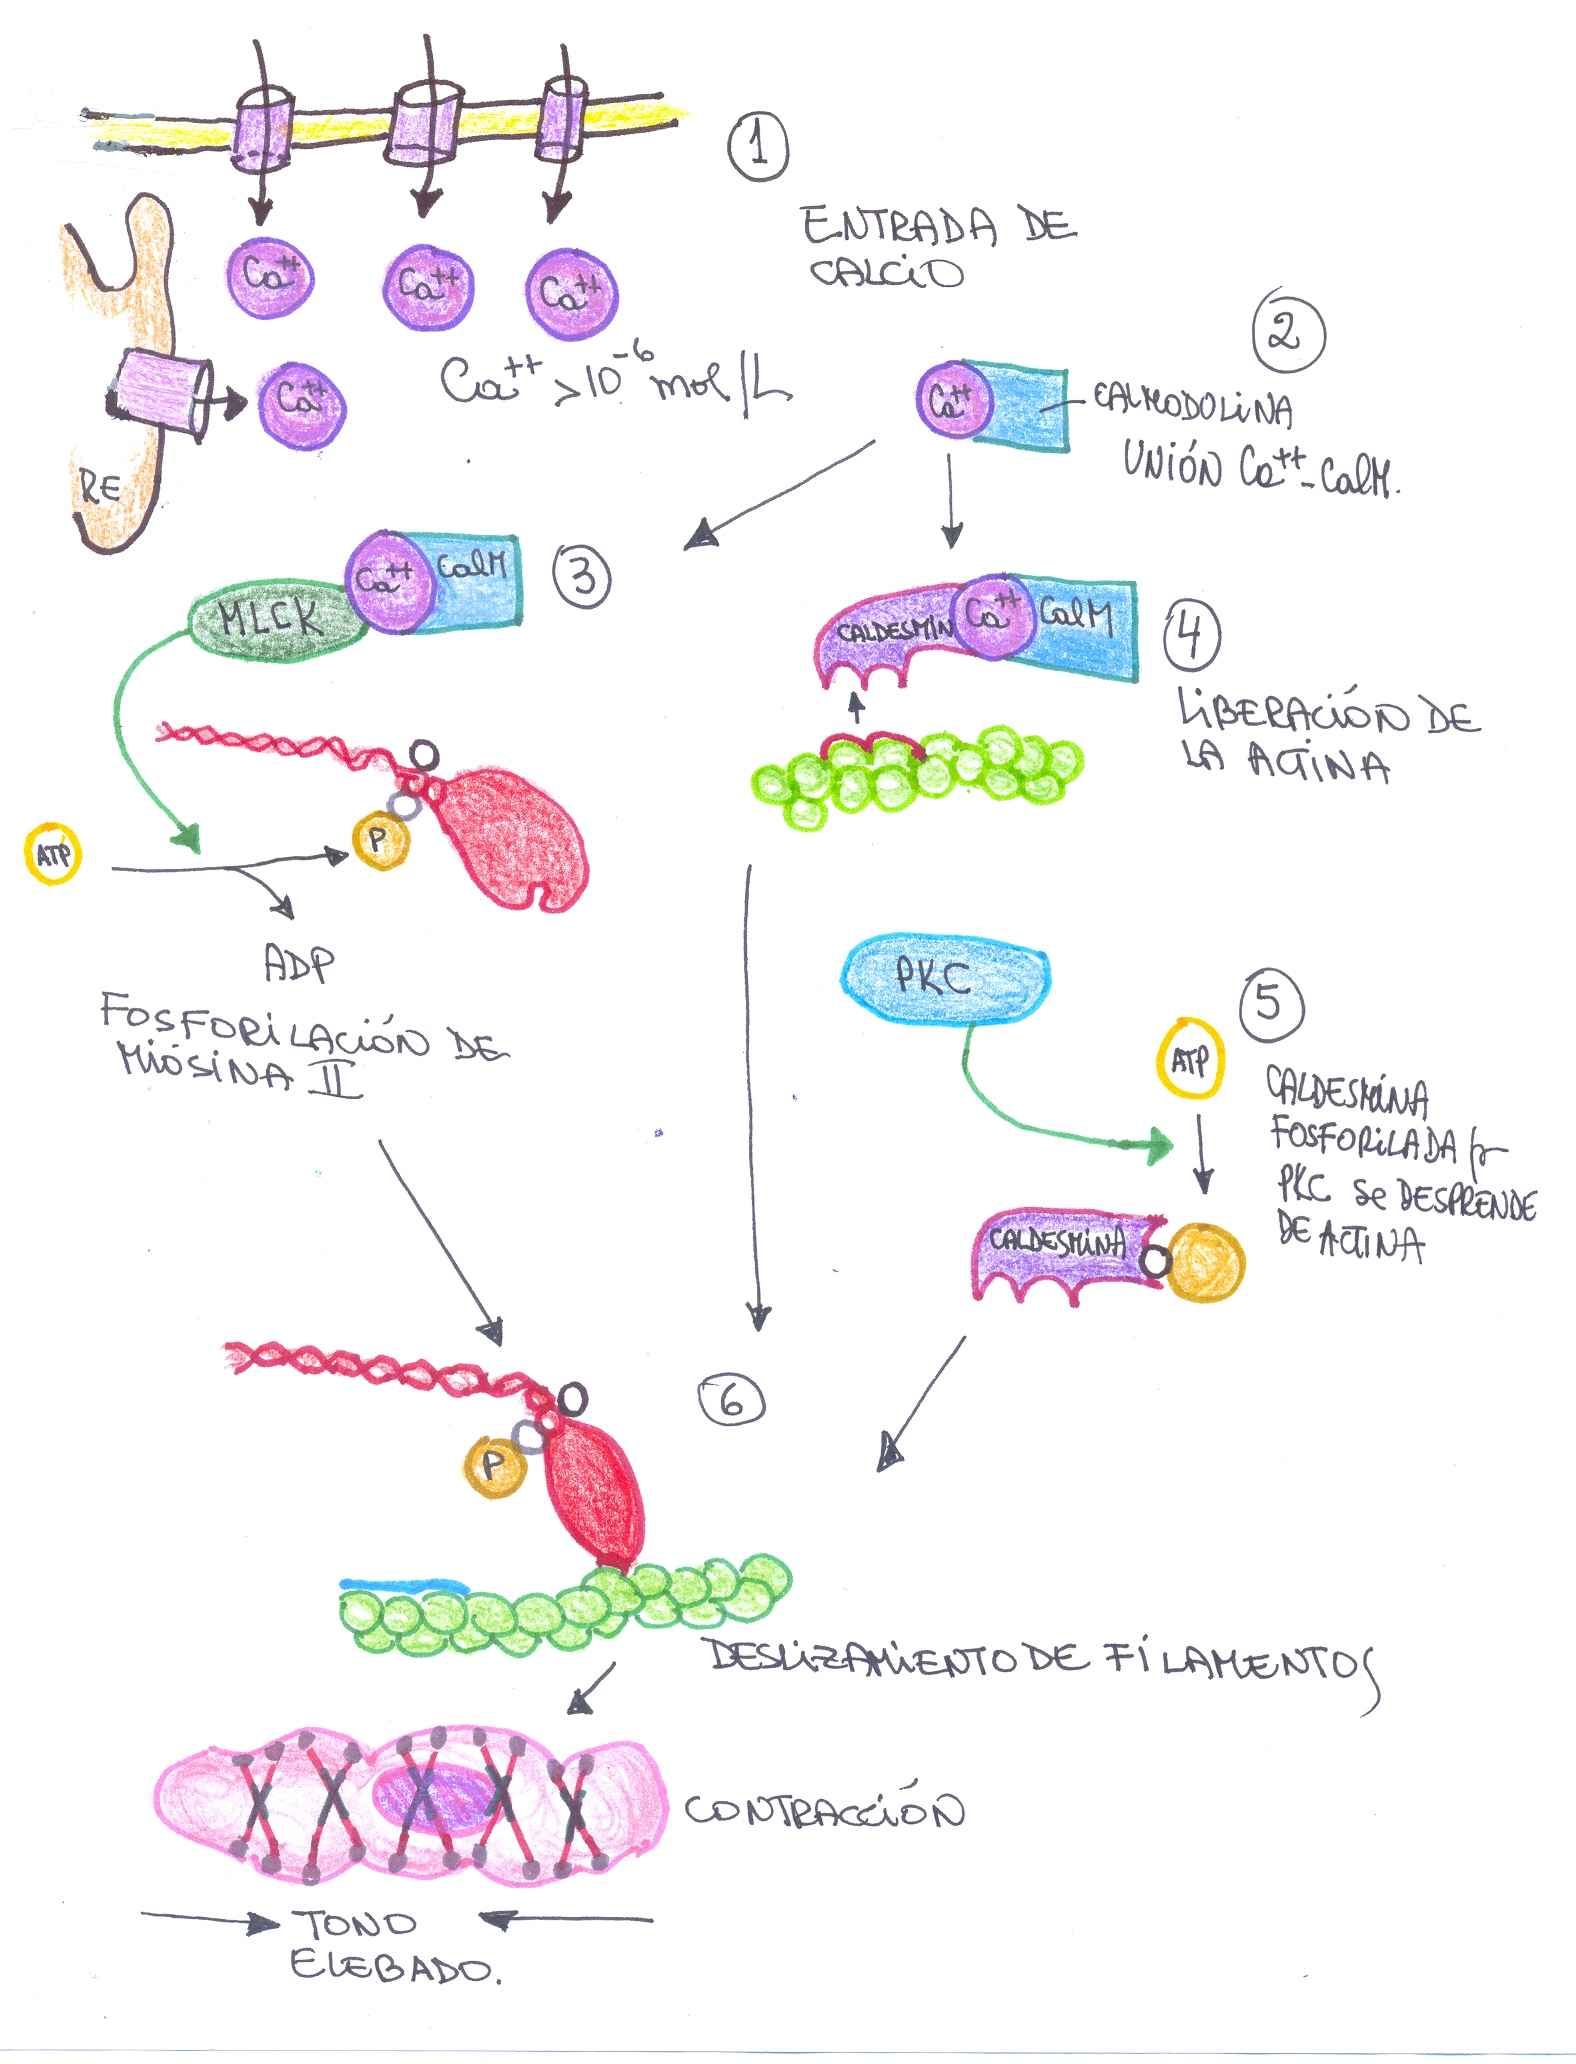 1
ENTRADA DE
CALCIO
Ca++
Ca++
Ca++
Ca++
Ca++ >10-6 mol/L
RE
2
Ca++
CALMODOLINA
UNIÓN Ca++-CalM.
3
MLCK
Ca++
CalM
ATP
P
ADP
FOSFORILACIÓN DE
MIÓSINA II
4
CALDESMIN
Ca++
CalM
LIBERACIÓN DE
LA ACTINA
5
PKC
ATP
CALDESMINA
FOSFORILADA
PKC Se DESPRENDE
DE ACTINA
CALDESMINA
6
P
DESLIZAMIENTO DE FILAMENTOS
CONTRACCIÓN
TONO
ELEBADO.